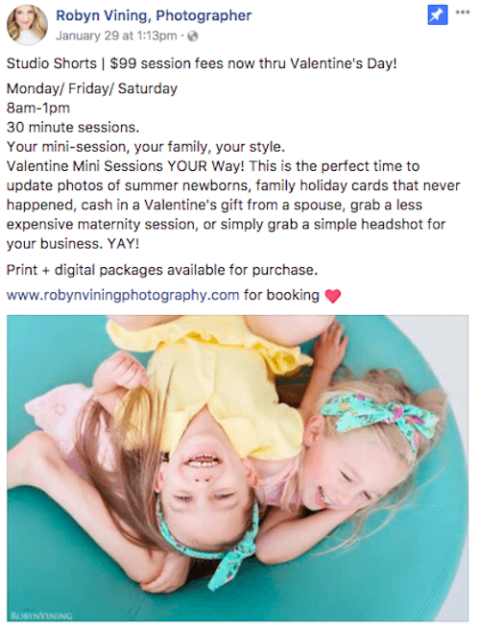 Robyn Vining, Photographer
January 29 at 1:13pm ·
Studio Shorts | $99 session fees now thru Valentine's Day!
Monday/ Friday/ Saturday
8am-1pm
30 minute sessions.
Your mini-session, your family, your style.
Valentine Mini Sessions YOUR Way! This is the perfect time to
update photos of summer newborns, family holiday cards that never
happened, cash in a Valentine's gift from a spouse, grab a less
expensive maternity session, or simply grab a simple headshot for
your business. YAY!
Print + digital packages available for purchase.
www.robynviningphotography.com for booking ❤️
ROBYNVINING